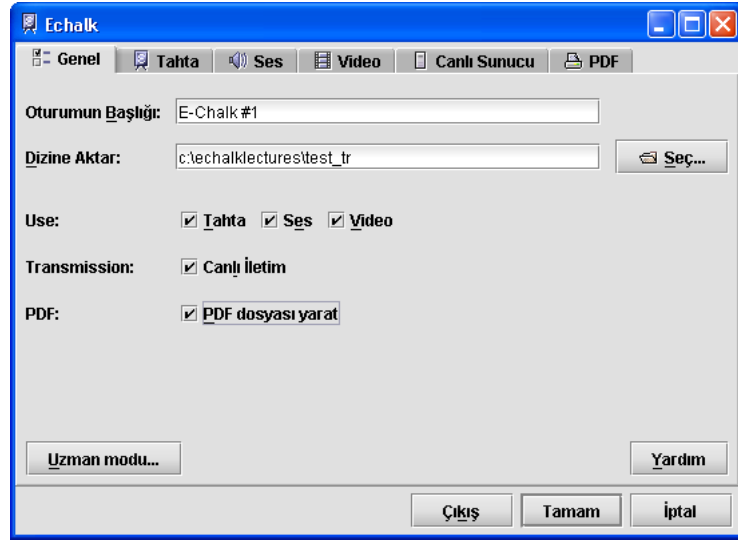 Echalk
Genel Tahta Ses Video Canlı Sunucu PDF
Oturumun Başlığı: E-Chalk #1
Dizine Aktar: c:\echalklectures\test_tr Seç...
Use: Tahta Ses Video
Transmission: Canlı İletim
PDF: PDF dosyası yarat
Uzman modu... Yardım
Çıkış Tamam İptal